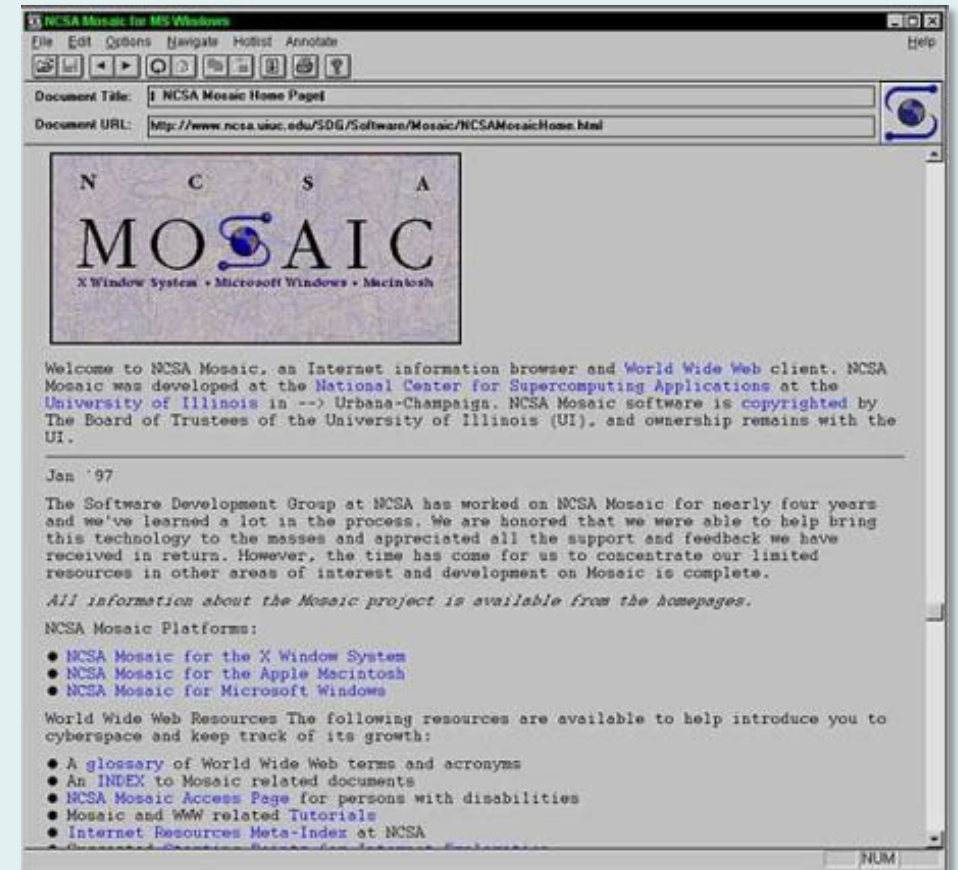 NCSA Mosaic for MS Windows
File Edit Options Navigate Hotlist Annotate Help
Document Title: NCSA Mosaic Home Page
Document URL: http://www.ncsa.uiuc.edu/SDG/Software/Mosaic/NCSAMosaicHome.html
N C S A
MOSAIC
X Window System • Microsoft Windows • Macintosh
Welcome to NCSA Mosaic, an Internet information browser and World Wide Web client. NCSA
Mosaic was developed at the National Center for Supercomputing Applications at the
University of Illinois in --> Urbana-Champaign. NCSA Mosaic software is copyrighted by
The Board of Trustees of the University of Illinois (UI), and ownership remains with the
UI.
Jan '97
The Software Development Group at NCSA has worked on NCSA Mosaic for nearly four years
and we've learned a lot in the process. We are honored that we were able to help bring
this technology to the masses and appreciated all the support and feedback we have
received in return. However, the time has come for us to concentrate our limited
resources in other areas of interest and development on Mosaic is complete.
All information about the Mosaic project is available from the homepages.
NCSA Mosaic Platforms:
● NCSA Mosaic for the X Window System
● NCSA Mosaic for the Apple Macintosh
● NCSA Mosaic for Microsoft Windows
World Wide Web Resources The following resources are available to help introduce you to
cyberspace and keep track of its growth:
● A glossary of World Wide Web terms and acronyms
● An INDEX to Mosaic related documents
● NCSA Mosaic Access Page for persons with disabilities
● Mosaic and WWW related Tutorials
● Internet Resources Meta-Index at NCSA
NUM